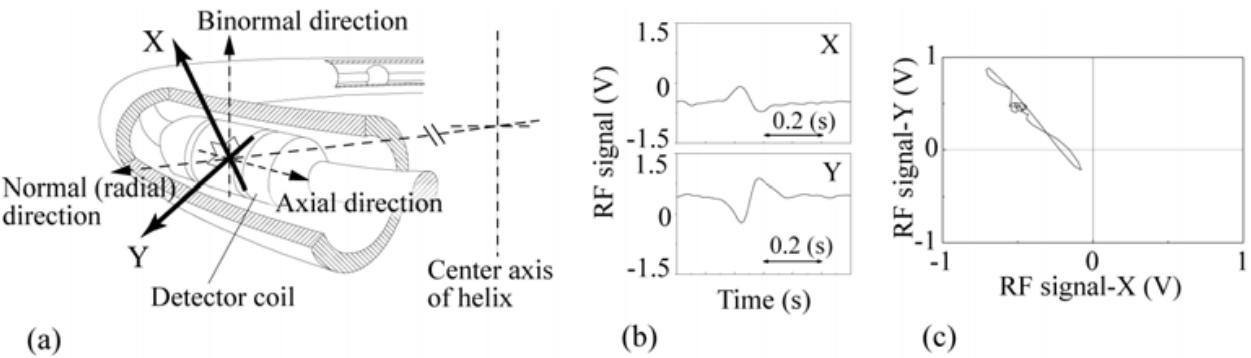 Binormal direction
X
Normal (radial)
direction
Axial direction
Y
Detector coil
Center axis
of helix
(a)
RF signal (V)
1.5
0
-1.5
X
0.2 (s)
1.5
0
-1.5
Y
0.2 (s)
Time (s)
(b)
RF signal-Y (V)
1
0
-1
-1
0
1
RF signal-X (V)
(c)